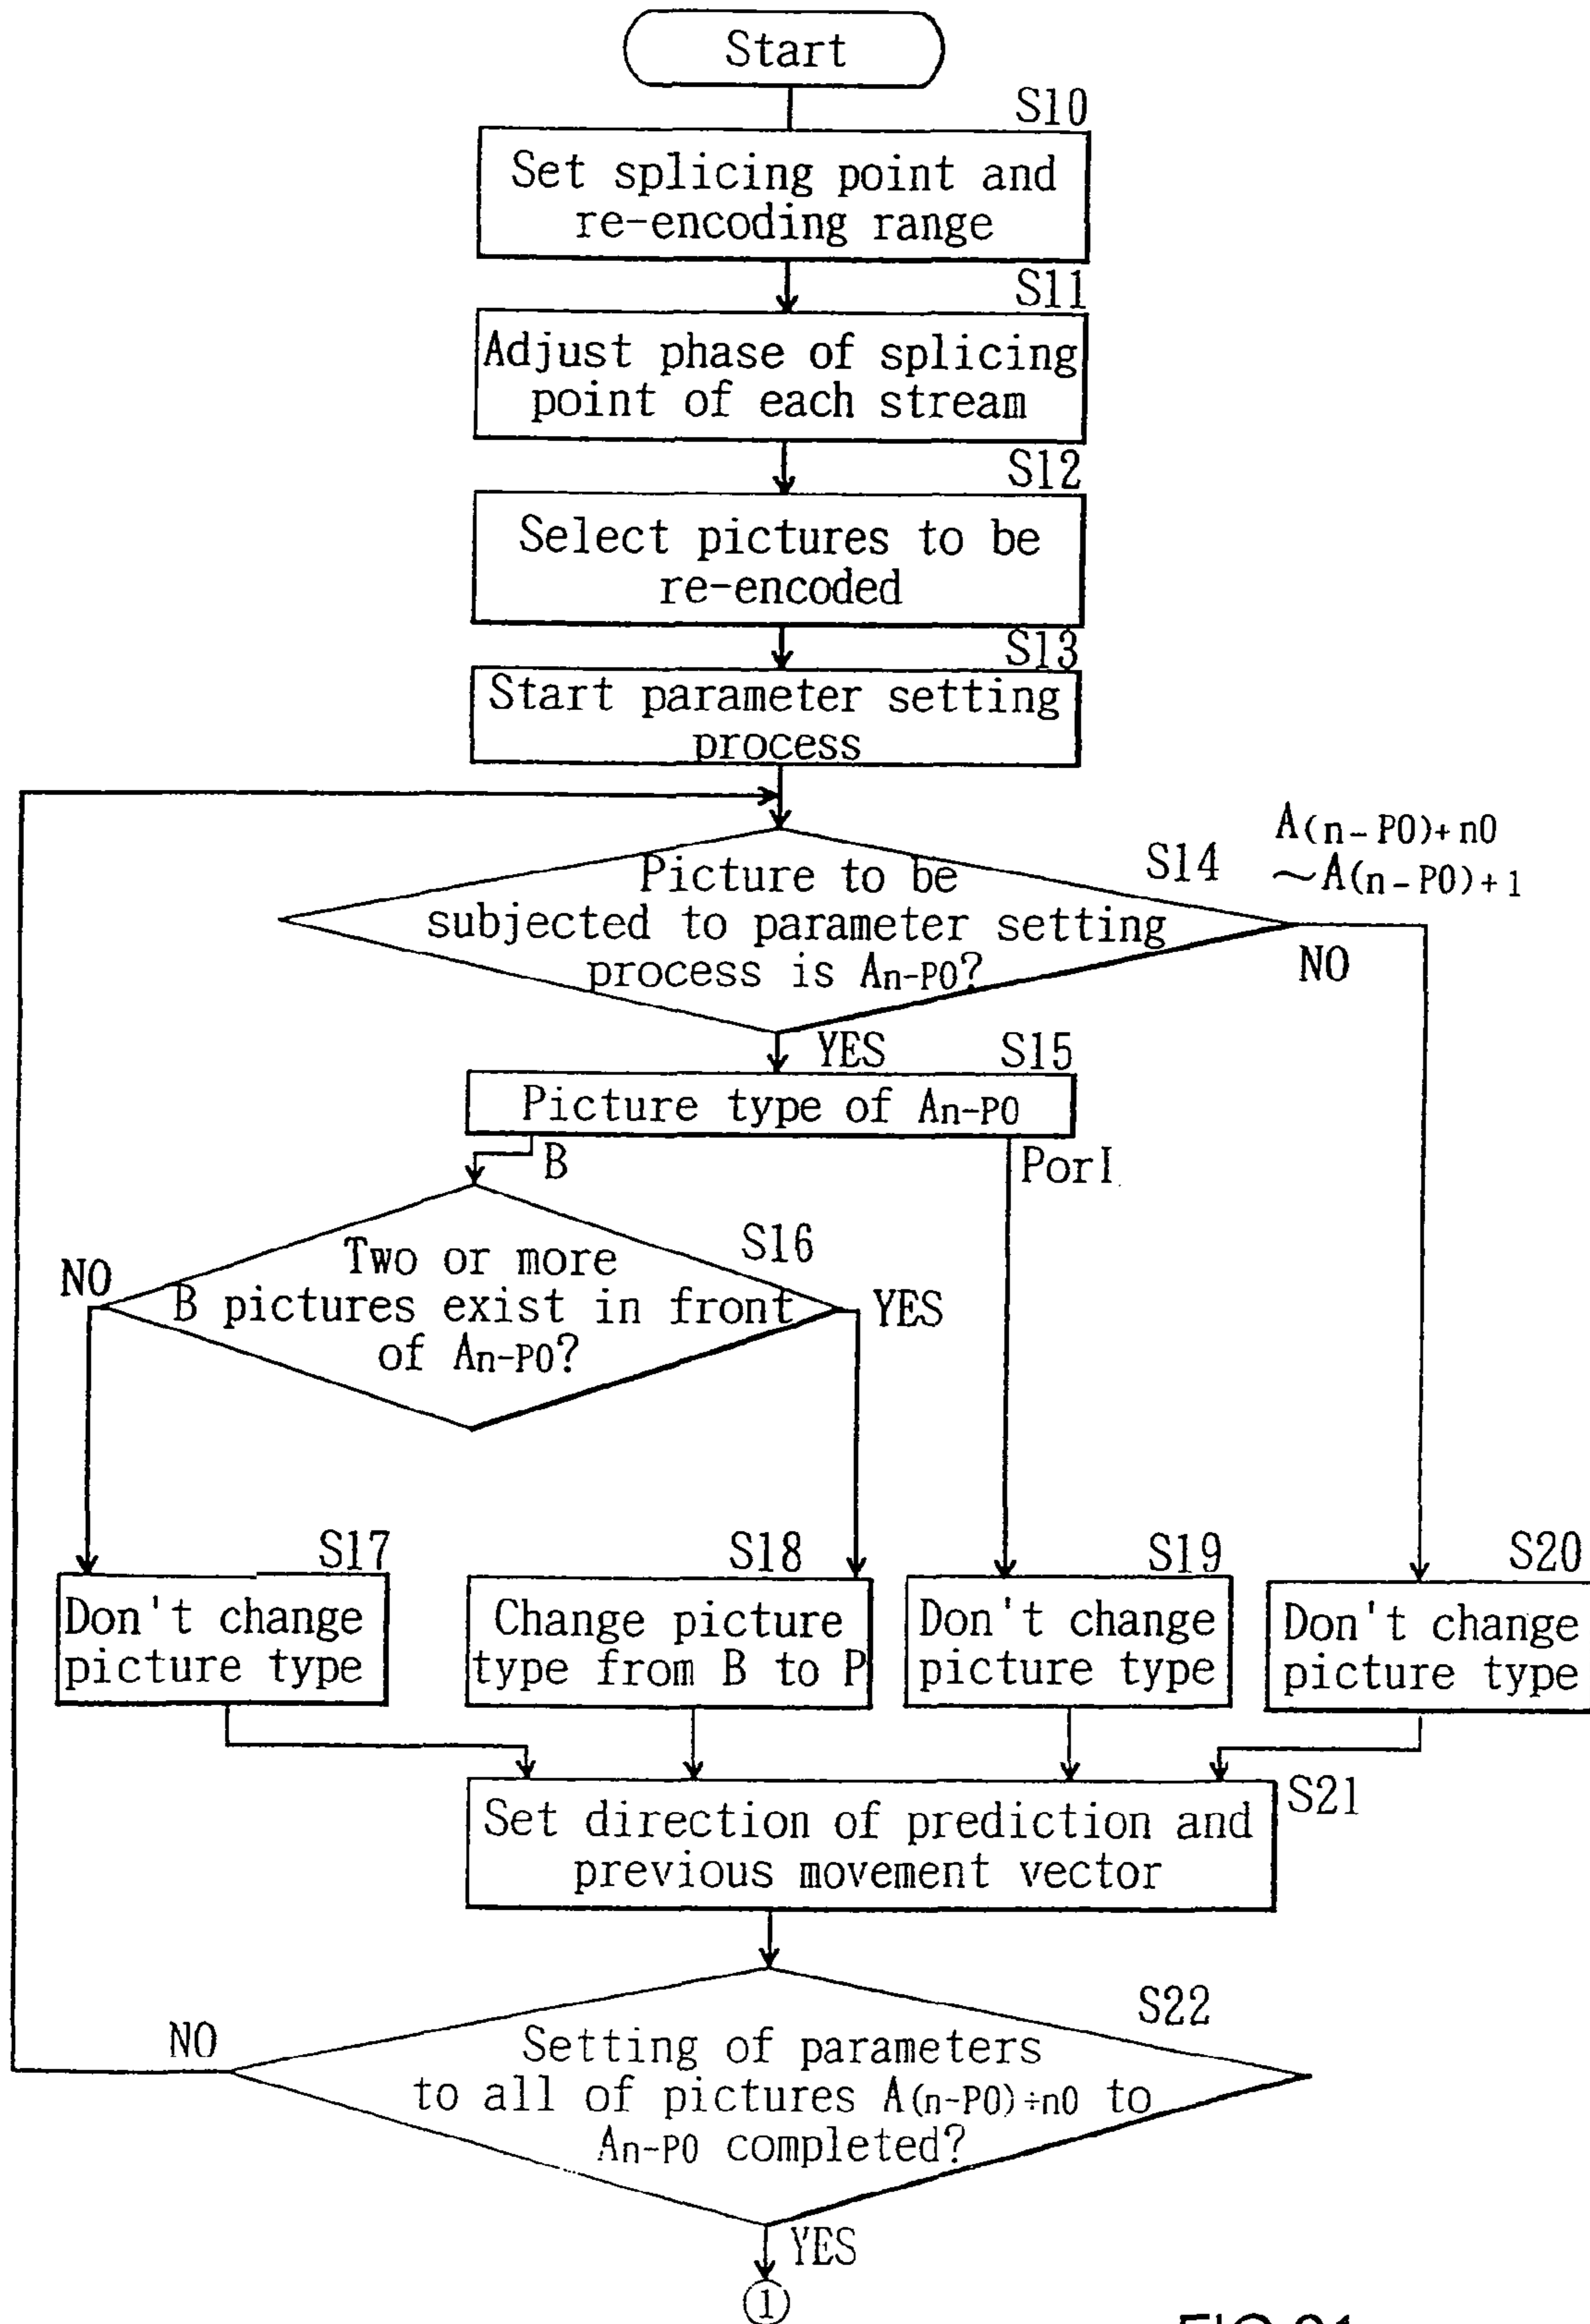 Start
S10
Set splicing point and
re-encoding range
S11
Adjust phase of splicing
point of each stream
S12
Select pictures to be
re-encoded
S13
Start parameter setting
process
S14
A(n-P0)+n0
~A(n-P0)+1
Picture to be
subjected to parameter setting
process is An-P0?
NO
YES
S15
Picture type of An-P0
B
PorI
S16
Two or more
B pictures exist in front
of An-P0?
NO
YES
S17
Don't change
picture type
S18
Change picture
type from B to P
S19
Don't change
picture type
S20
Don't change
picture type
S21
Set direction of prediction and
previous movement vector
S22
NO
Setting of parameters
to all of pictures A(n-P0)+n0 to
An-P0 completed?
YES
①